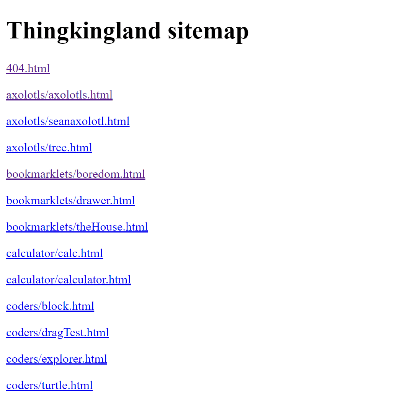 Thingkingland sitemap
404.html
axolotls/axolotls.html
axolotls/seanaxolotl.html
axolotls/tree.html
bookmarklets/boredom.html
bookmarklets/drawer.html
bookmarklets/theHouse.html
calculator/calc.html
calculator/calculator.html
coders/block.html
coders/dragTest.html
coders/explorer.html
coders/turtle.html